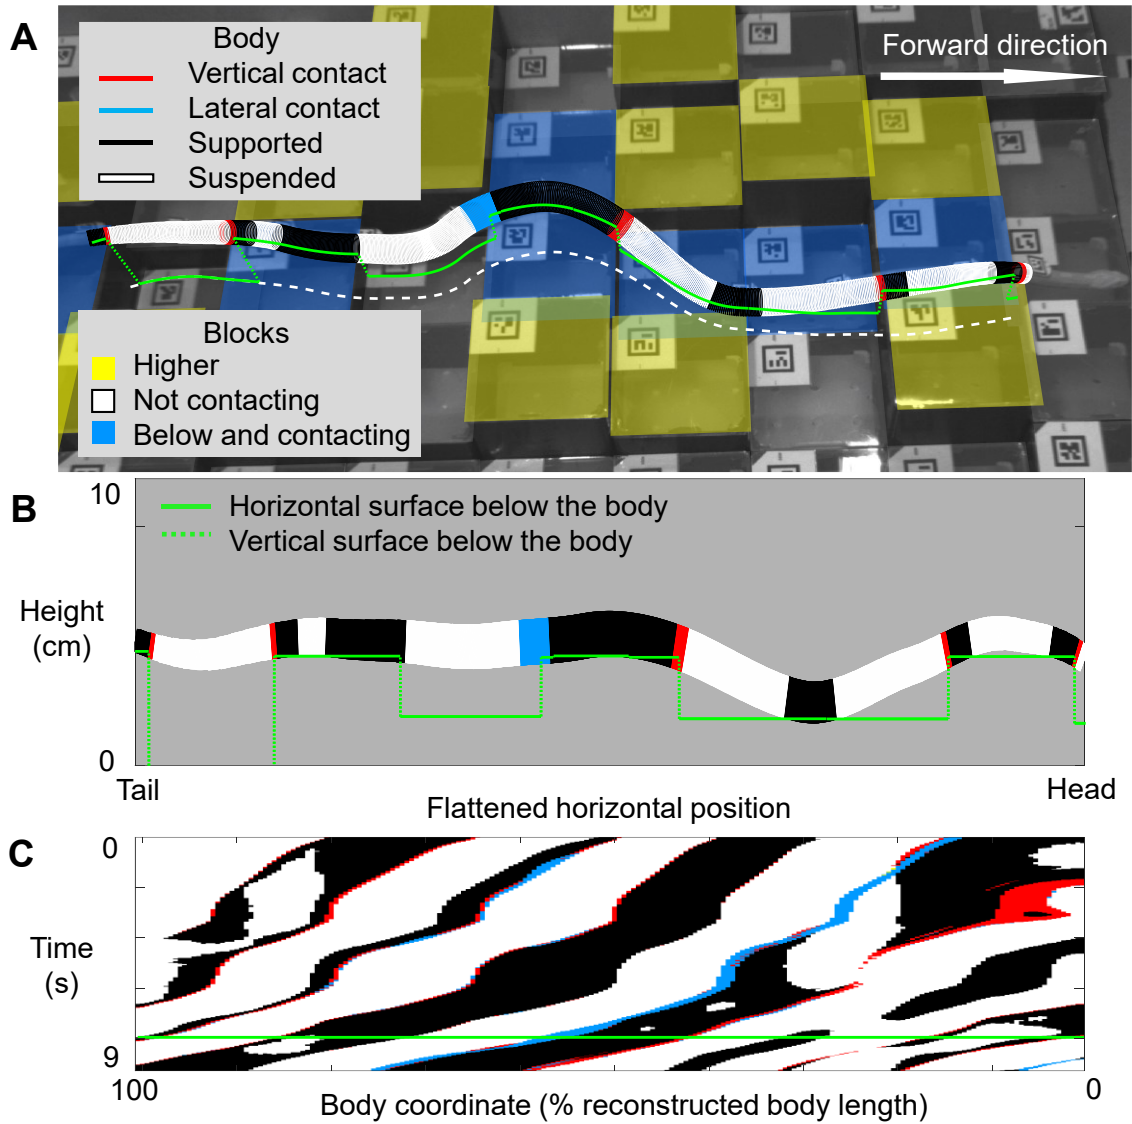 A
Body
Vertical contact
Lateral contact
Supported
Suspended
Forward direction
Blocks
Higher
Not contacting
Below and contacting
B
10
Horizontal surface below the body
Vertical surface below the body
Height
(cm)
0
Tail
Head
Flattened horizontal position
C
0
Time
(s)
9
100
0
Body coordinate (% reconstructed body length)